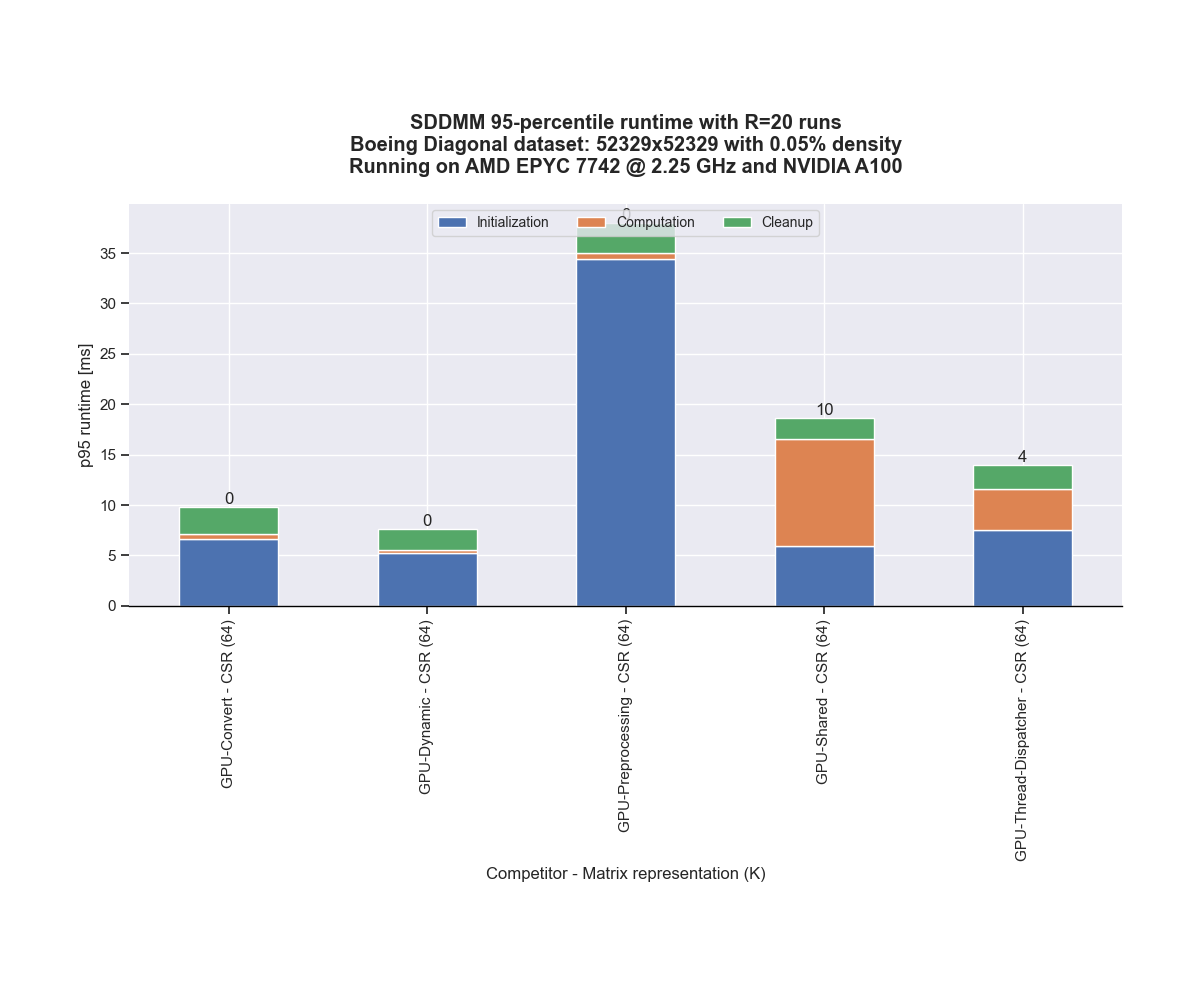 SDDMM 95-percentile runtime with R=20 runs
Boeing Diagonal dataset: 52329x52329 with 0.05% density
Running on AMD EPYC 7742 @ 2.25 GHz and NVIDIA A100
0
Initialization Computation Cleanup
35
30
25
20
15
10
5
0
p95 runtime [ms]
0
0
10
4
GPU-Convert - CSR (64)
GPU-Dynamic - CSR (64)
GPU-Preprocessing - CSR (64)
GPU-Shared - CSR (64)
GPU-Thread-Dispatcher - CSR (64)
Competitor - Matrix representation (K)